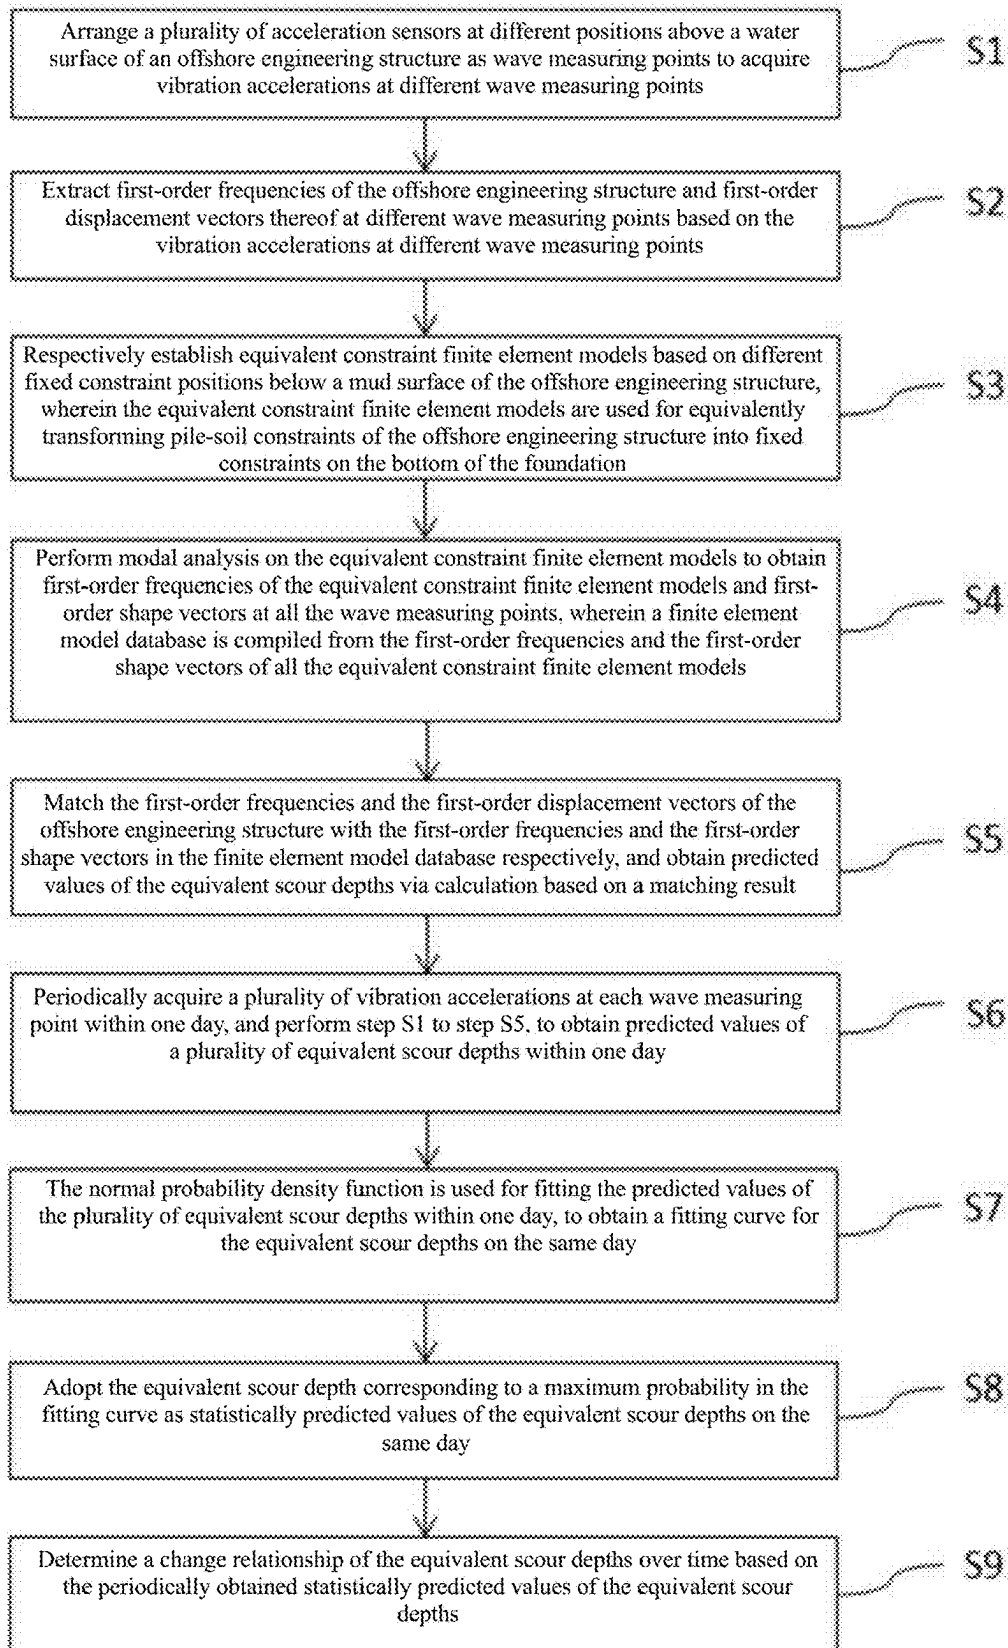 Arrange a plurality of acceleration sensors at different positions above a water
surface of an offshore engineering structure as wave measuring points to acquire
vibration accelerations at different wave measuring points
S1
Extract first-order frequencies of the offshore engineering structure and first-order
displacement vectors thereof at different wave measuring points based on the
vibration accelerations at different wave measuring points
S2
Respectively establish equivalent constraint finite element models based on different
fixed constraint positions below a mud surface of the offshore engineering structure,
wherein the equivalent constraint finite element models are used for equivalently
transforming pile-soil constraints of the offshore engineering structure into fixed
constraints on the bottom of the foundation
S3
Perform modal analysis on the equivalent constraint finite element models to obtain
first-order frequencies of the equivalent constraint finite element models and first-
order shape vectors at all the wave measuring points, wherein a finite element
model database is compiled from the first-order frequencies and the first-order
shape vectors of all the equivalent constraint finite element models
S4
Match the first-order frequencies and the first-order displacement vectors of the
offshore engineering structure with the first-order frequencies and the first-order
shape vectors in the finite element model database respectively, and obtain predicted
values of the equivalent scour depths via calculation based on a matching result
S5
Periodically acquire a plurality of vibration accelerations at each wave measuring
point within one day, and perform step S1 to step S5, to obtain predicted values of
a plurality of equivalent scour depths within one day
S6
The normal probability density function is used for fitting the predicted values of
the plurality of equivalent scour depths within one day, to obtain a fitting curve for
the equivalent scour depths on the same day
S7
Adopt the equivalent scour depth corresponding to a maximum probability in the
fitting curve as statistically predicted values of the equivalent scour depths on the
same day
S8
Determine a change relationship of the equivalent scour depths over time based on
the periodically obtained statistically predicted values of the equivalent scour
depths
S9